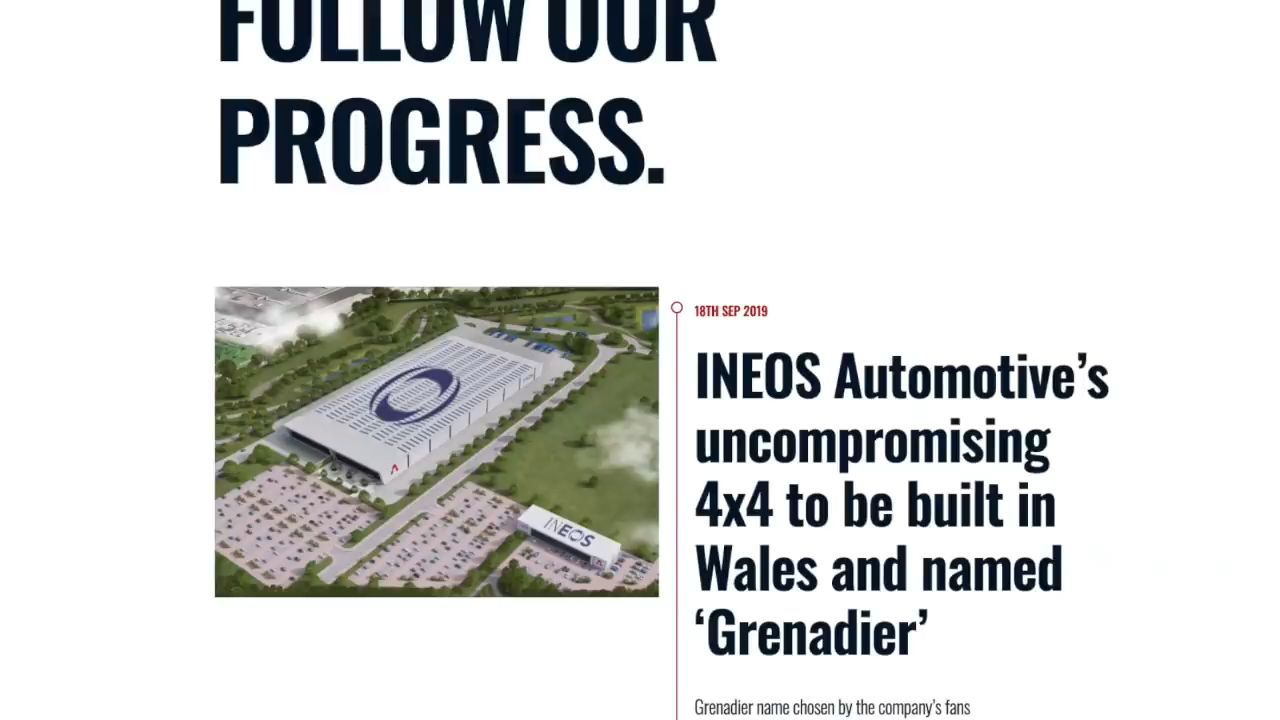 FOLLOW OUR
PROGRESS.
INEOS
18TH SEP 2019
INEOS Automotive’s
uncompromising
4x4 to be built in
Wales and named
‘Grenadier’
Grenadier name chosen by the company’s fans